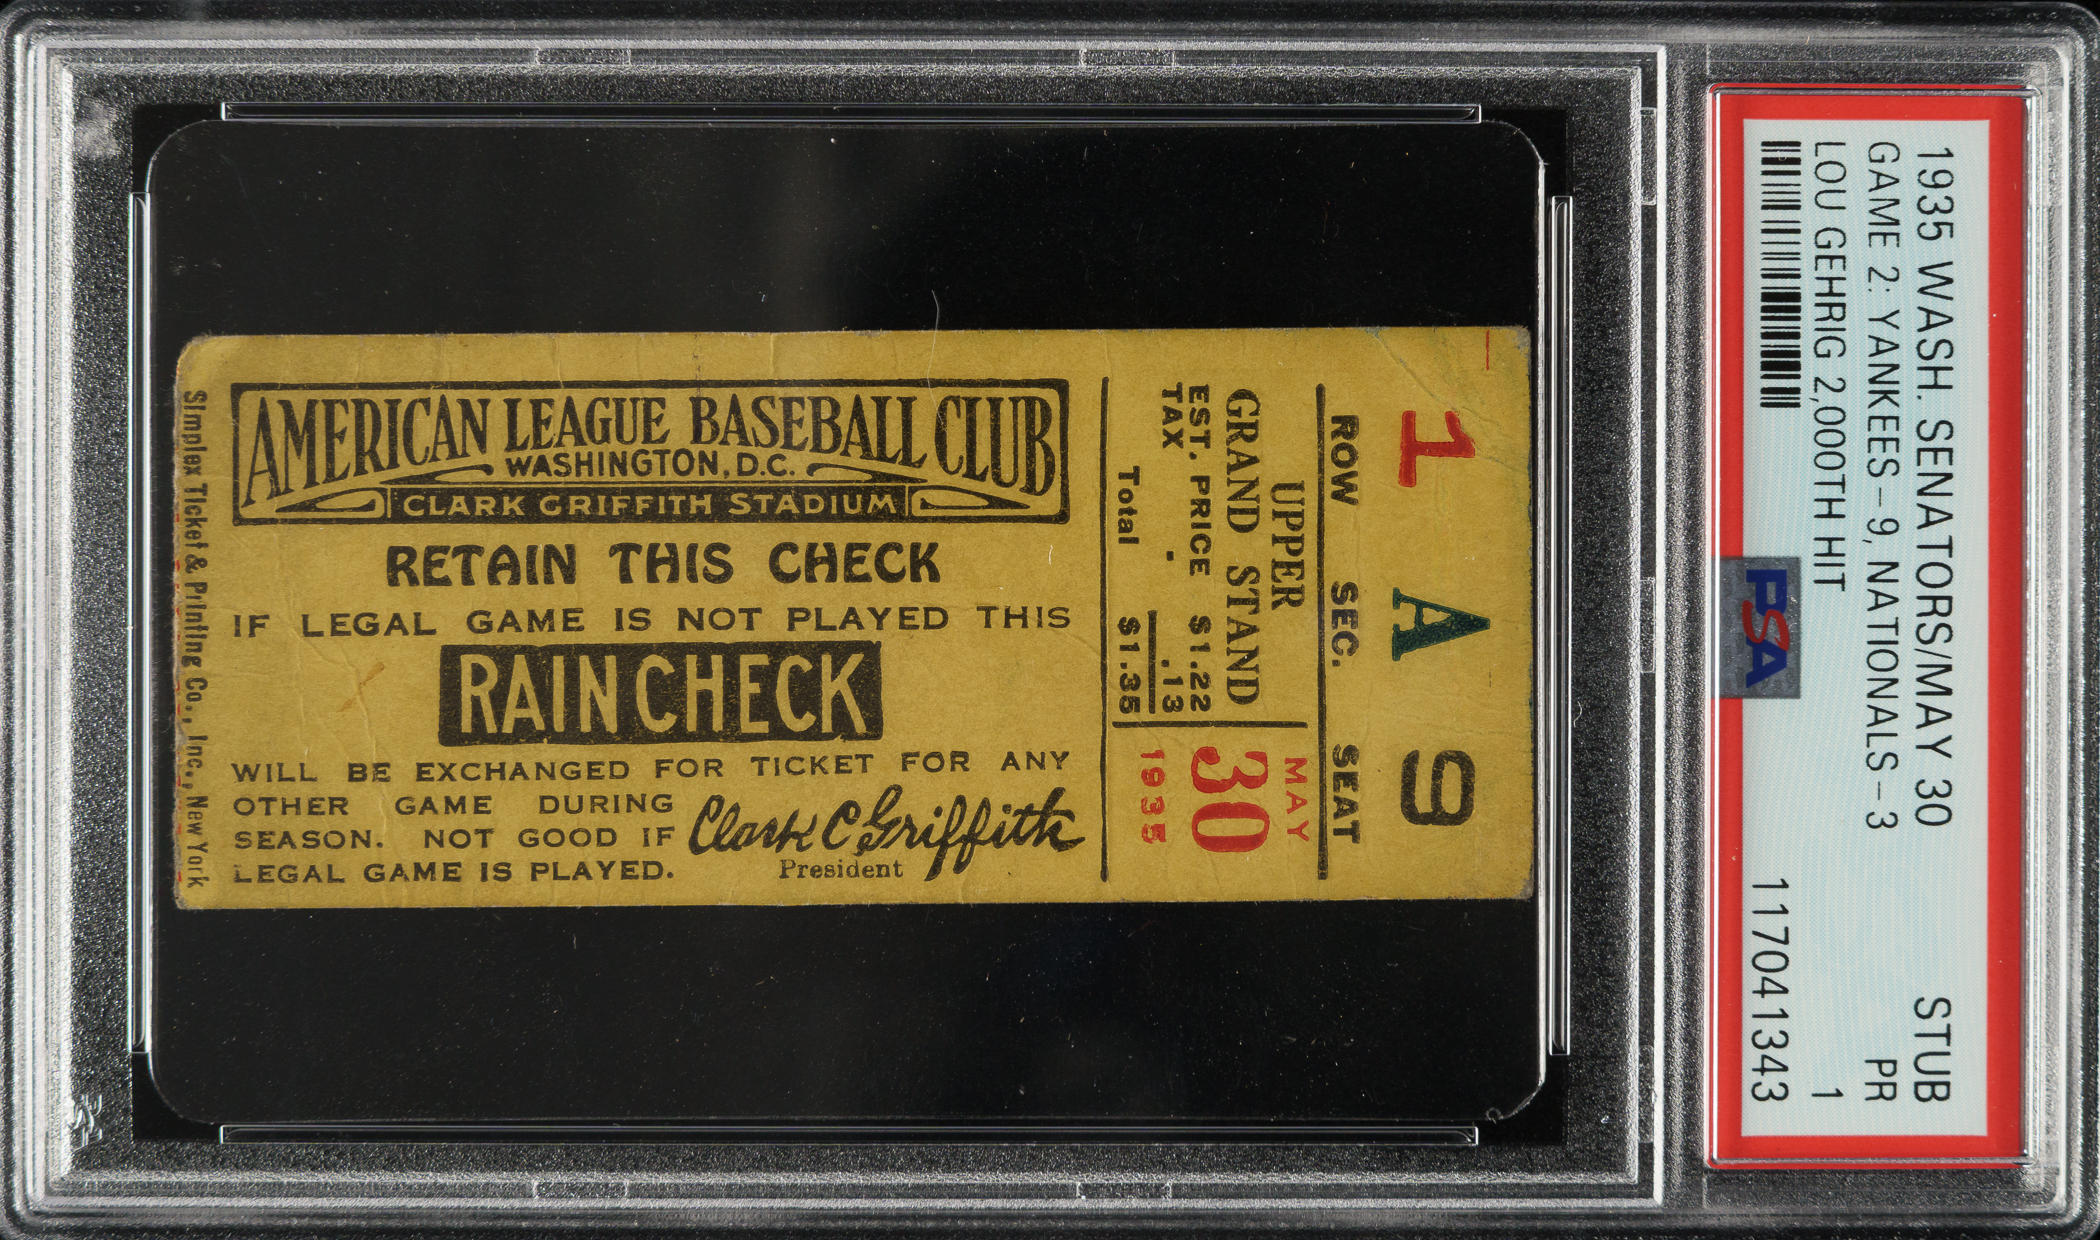 AMERICAN LEAGUE BASEBALL CLUB
WASHINGTON, D.C.
CLARK GRIFFITH STADIUM
RETAIN THIS CHECK
IF LEGAL GAME IS NOT PLAYED THIS
RAIN CHECK
WILL BE EXCHANGED FOR TICKET FOR ANY
OTHER GAME DURING
SEASON. NOT GOOD IF
LEGAL GAME IS PLAYED.
Clark C Griffith
President
Simplex Ticket & Printing Co., Inc., New York
1 A 9
ROW SEC. SEAT
UPPER
GRAND STAND
EST. PRICE $1.22
TAX - .13
Total $1.35
MAY
30
1935
1935 WASH. SENATORS/MAY 30 STUB
GAME 2: YANKEES-9, NATIONALS-3 PR
LOU GEHRIG 2,000TH HIT 1
117041343
PSA